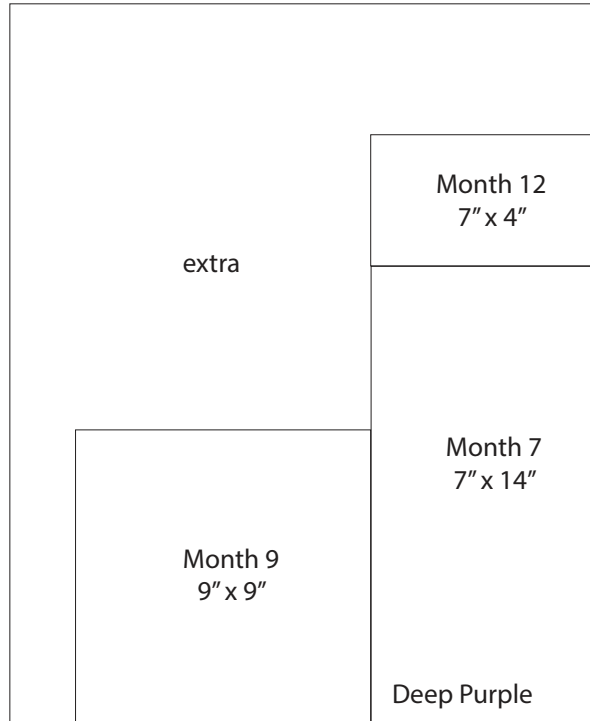 Month 12
7” x 4”
extra
Month 7
7” x 14”
Month 9
9” x 9”
Deep Purple